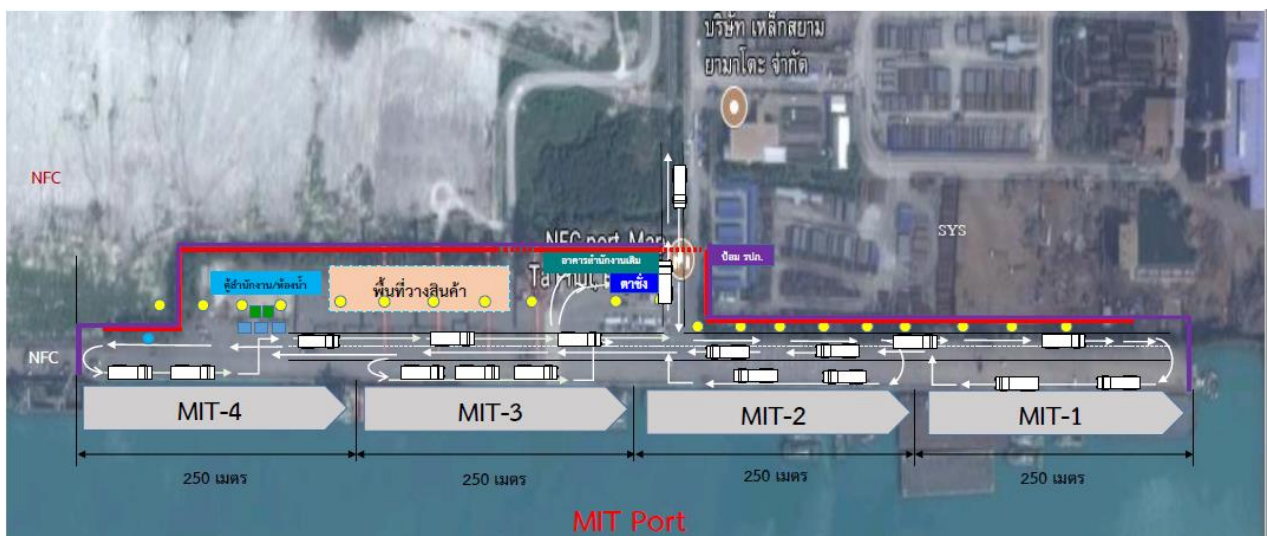 บริษัท เหล็กสยาม
ยามาโตะ จำกัด
NFC
SYS
NFC port, Map
อาคารสำนักงานเดิม
ป้อม รปภ.
ตู้สำนักงาน/ห้องน้ำ
พื้นที่วางสินค้า
Ta Phut,
ตาชั่ง
NFC
MIT-4
MIT-3
MIT-2
MIT-1
250 เมตร
250 เมตร
250 เมตร
250 เมตร
MIT Port